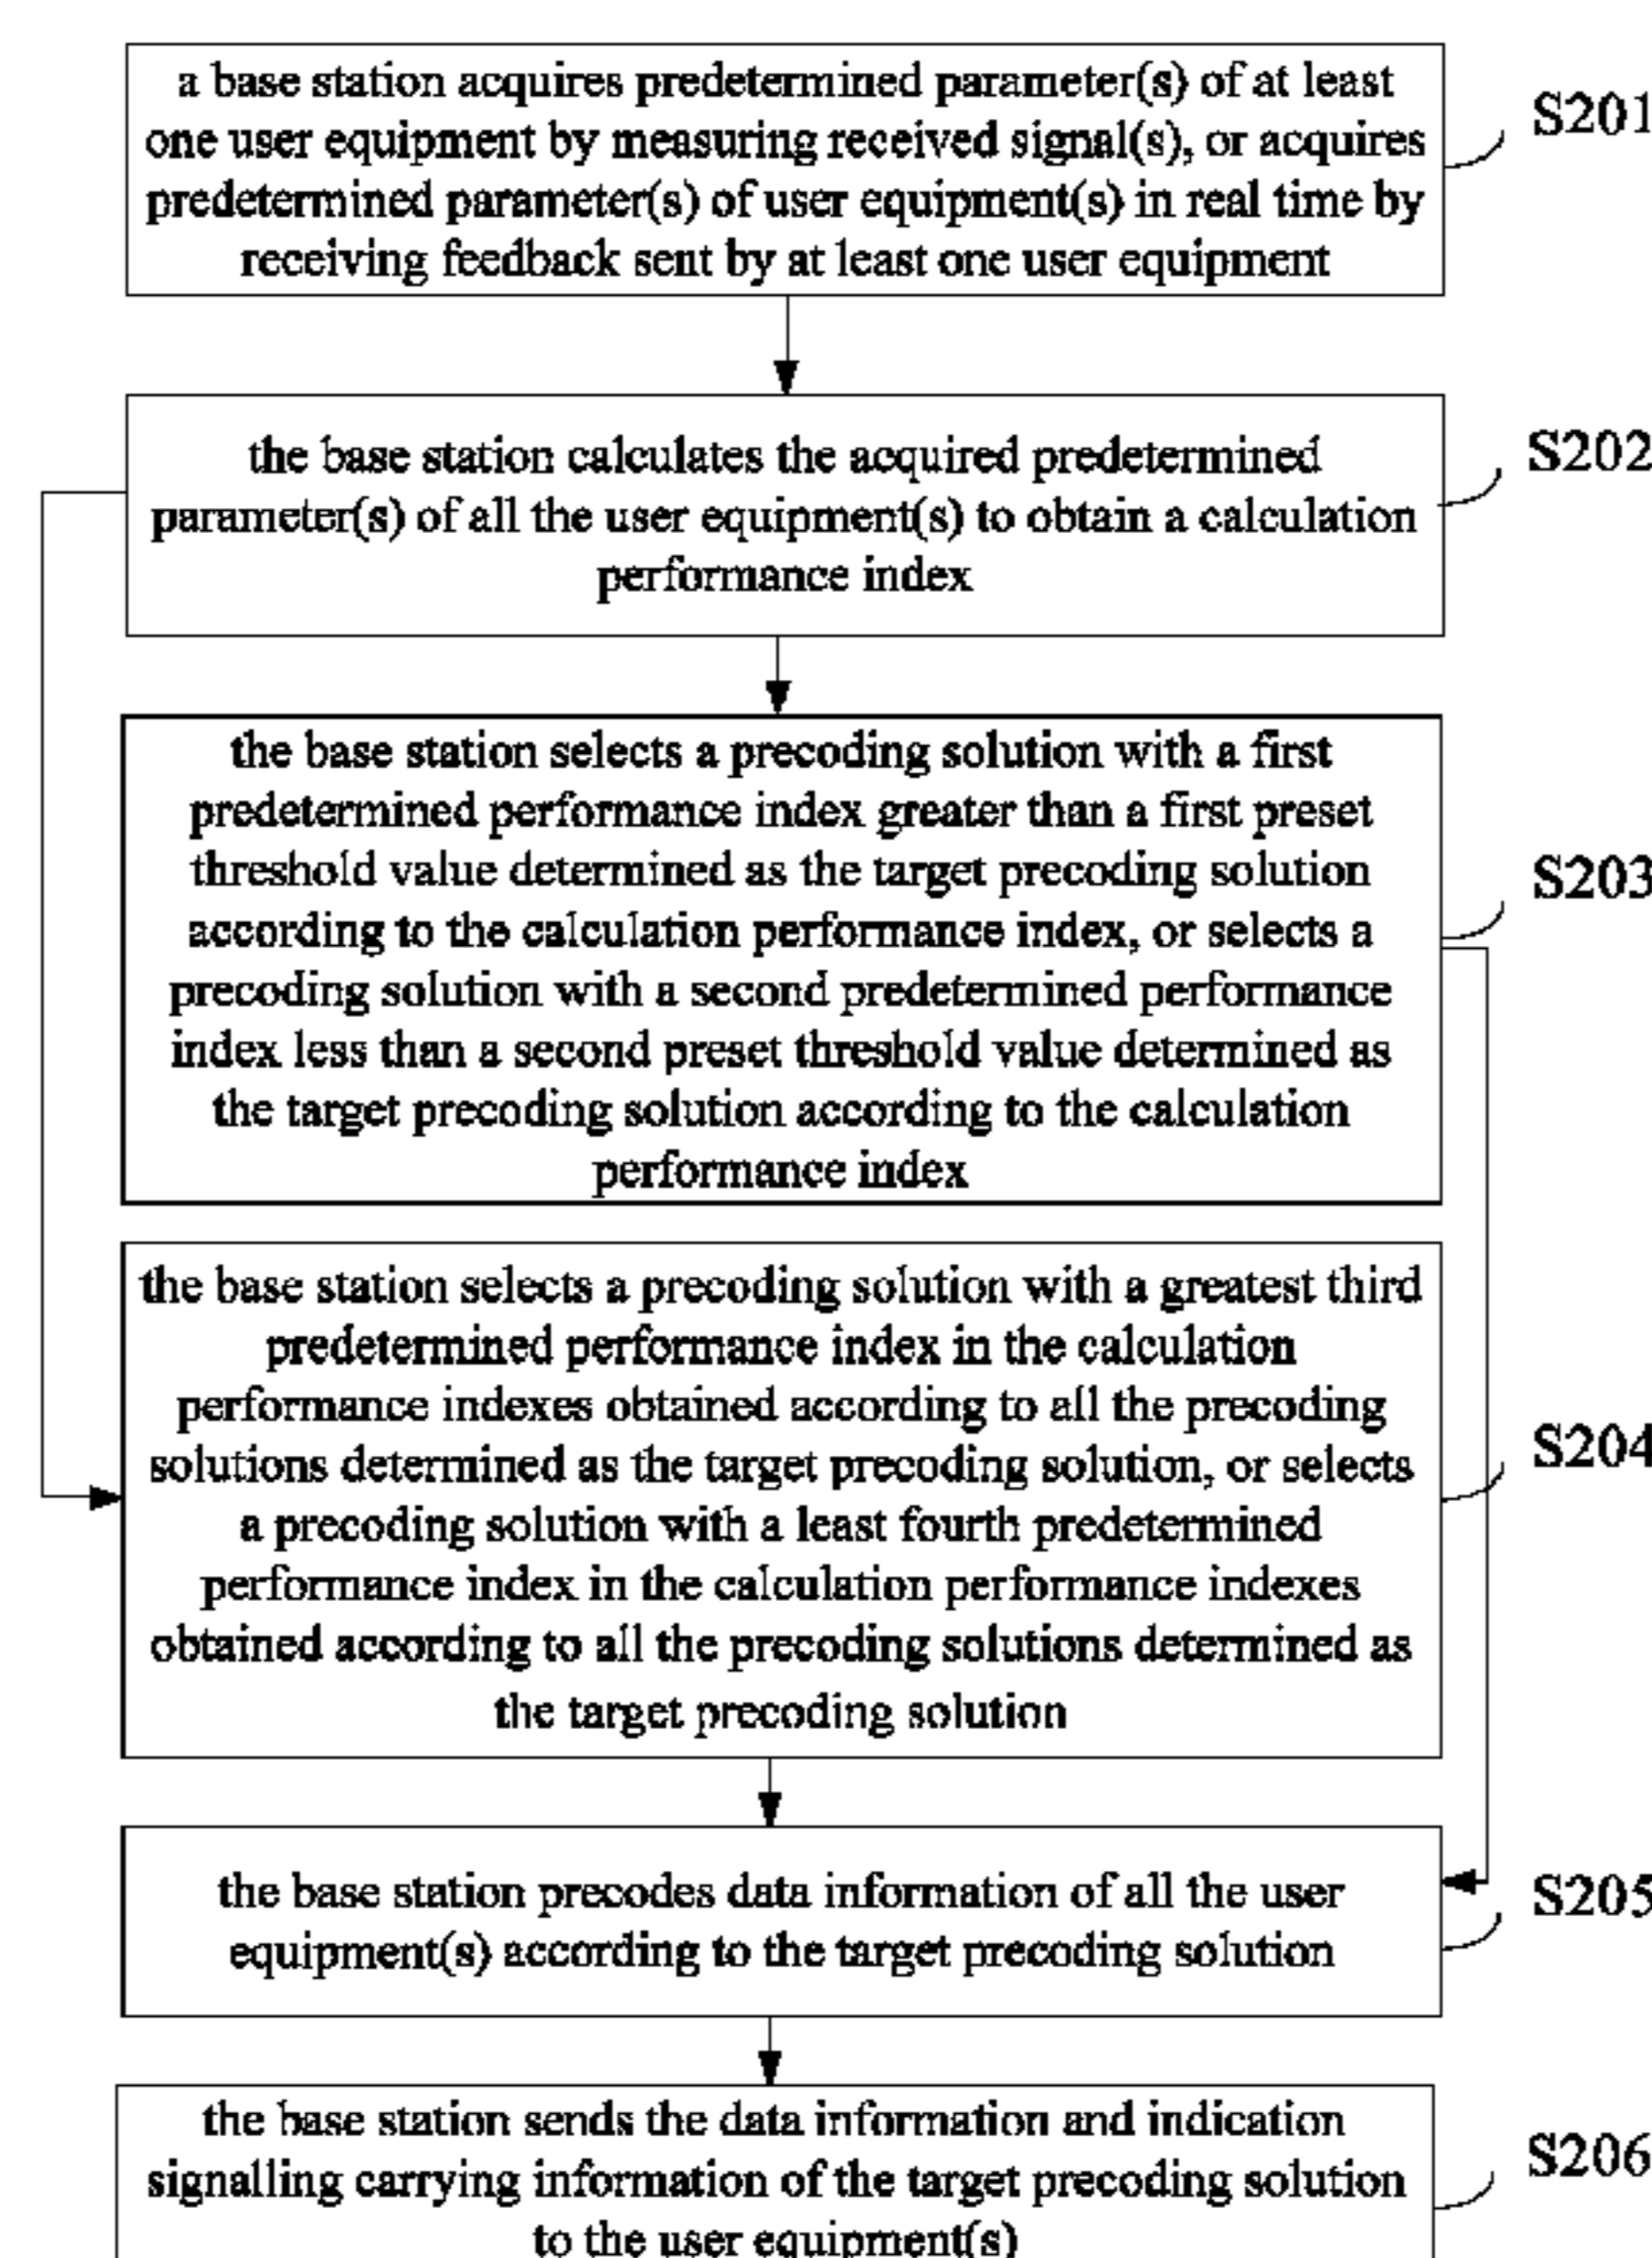 a base station acquires predetermined parameter(s) of at least
one user equipment by measuring received signal(s), or acquires
predetermined parameter(s) of user equipment(s) in real time by
receiving feedback sent by at least one user equipment
S201
the base station calculates the acquired predetermined
parameter(s) of all the user equipment(s) to obtain a calculation
performance index
S202
the base station selects a precoding solution with a first
predetermined performance index greater than a first preset
threshold value determined as the target precoding solution
according to the calculation performance index, or selects a
precoding solution with a second predetermined performance
index less than a second preset threshold value determined as
the target precoding solution according to the calculation
performance index
S203
the base station selects a precoding solution with a greatest third
predetermined performance index in the calculation
performance indexes obtained according to all the precoding
solutions determined as the target precoding solution, or selects
a precoding solution with a least fourth predetermined
performance index in the calculation performance indexes
obtained according to all the precoding solutions determined as
the target precoding solution
S204
the base station precodes data information of all the user
equipment(s) according to the target precoding solution
S205
the base station sends the data information and indication
signalling carrying information of the target precoding solution
to the user equipment(s)
S206